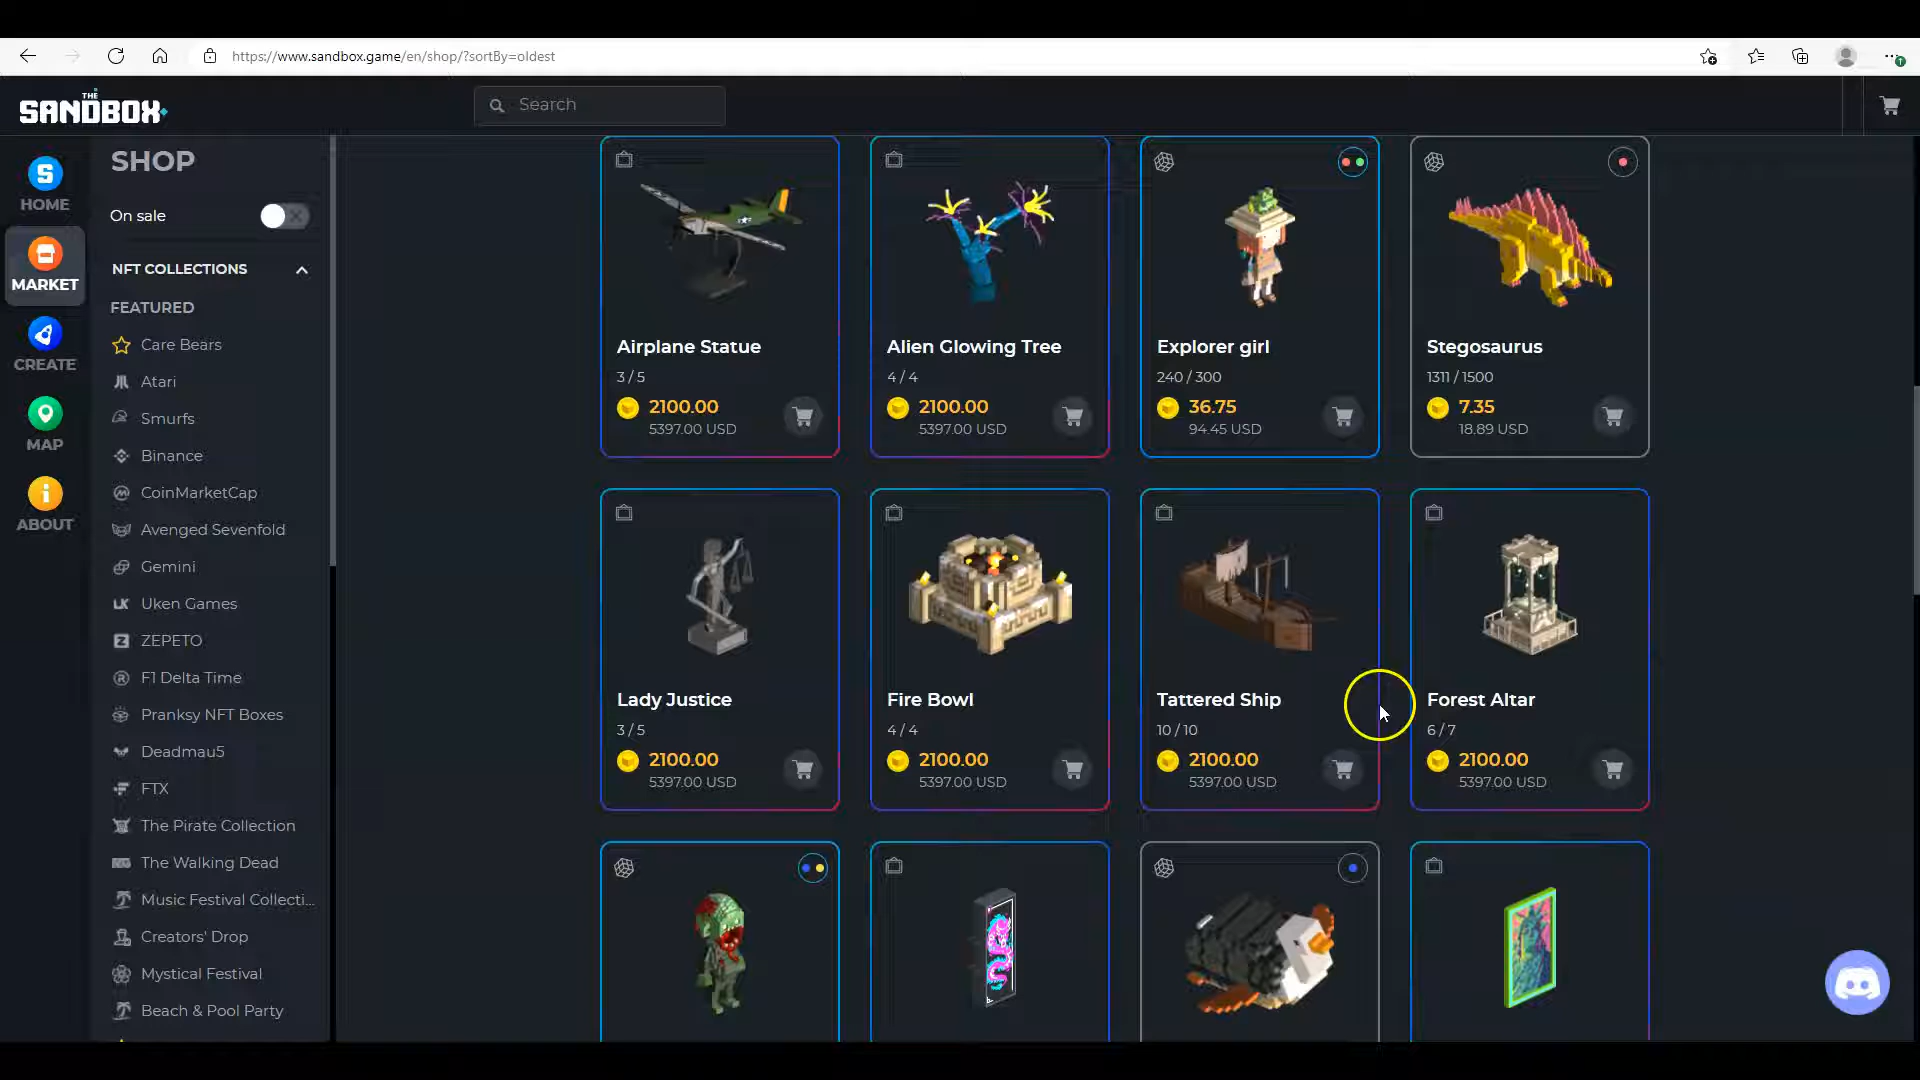 https://www.sandbox.game/en/shop/?sortBy=oldest
THE
SANDBOX
Search
HOME
MARKET
CREATE
MAP
ABOUT
SHOP
On sale
NFT COLLECTIONS
FEATURED
Care Bears
Atari
Smurfs
Binance
CoinMarketCap
Avenged Sevenfold
Gemini
Uken Games
ZEPETO
F1 Delta Time
Pranksy NFT Boxes
Deadmau5
FTX
The Pirate Collection
The Walking Dead
Music Festival Collecti...
Creators' Drop
Mystical Festival
Beach & Pool Party
Airplane Statue
3 / 5
2100.00
5397.00 USD
Alien Glowing Tree
4 / 4
2100.00
5397.00 USD
Explorer girl
240 / 300
36.75
94.45 USD
Stegosaurus
1311 / 1500
7.35
18.89 USD
Lady Justice
3 / 5
2100.00
5397.00 USD
Fire Bowl
4 / 4
2100.00
5397.00 USD
Tattered Ship
10 / 10
2100.00
5397.00 USD
Forest Altar
6 / 7
2100.00
5397.00 USD